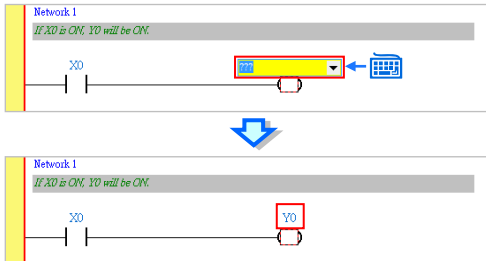 Network 1
If X0 is ON, Y0 will be ON.
X0
???
Network 1
If X0 is ON, Y0 will be ON.
X0
Y0